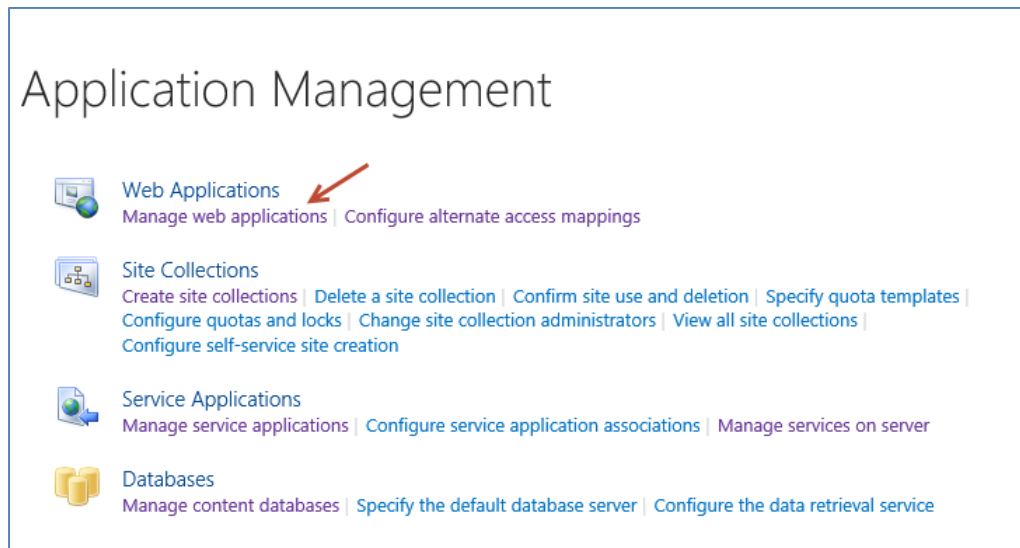 Application Management
Web Applications
Manage web applications | Configure alternate access mappings
Site Collections
Create site collections | Delete a site collection | Confirm site use and deletion | Specify quota templates |
Configure quotas and locks | Change site collection administrators | View all site collections |
Configure self-service site creation
Service Applications
Manage service applications | Configure service application associations | Manage services on server
Databases
Manage content databases | Specify the default database server | Configure the data retrieval service